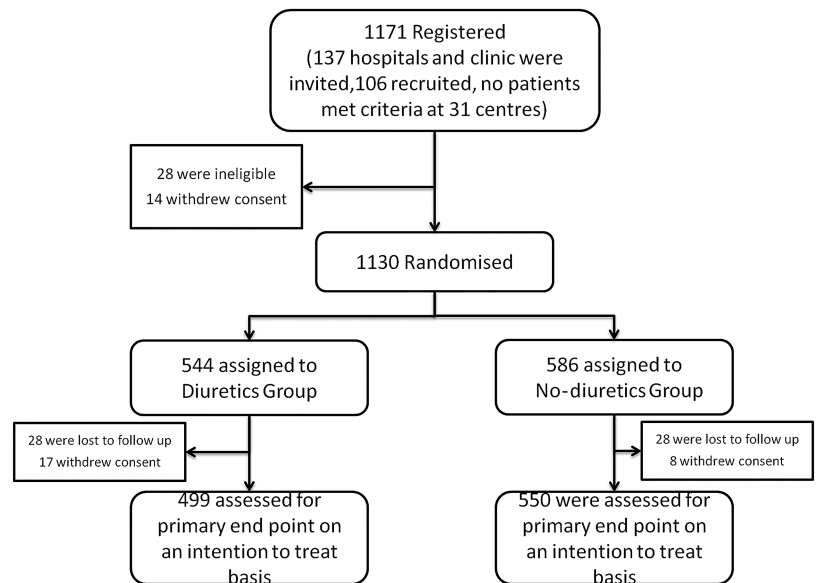 1171 Registered
(137 hospitals and clinic were
invited,106 recruited, no patients
met criteria at 31 centres)
28 were ineligible
14 withdrew consent
1130 Randomised
544 assigned to
Diuretics Group
586 assigned to
No-diuretics Group
28 were lost to follow up
17 withdrew consent
28 were lost to follow up
8 withdrew consent
499 assessed for
primary end point on
an intention to treat
basis
550 were assessed for
primary end point on
an intention to treat
basis